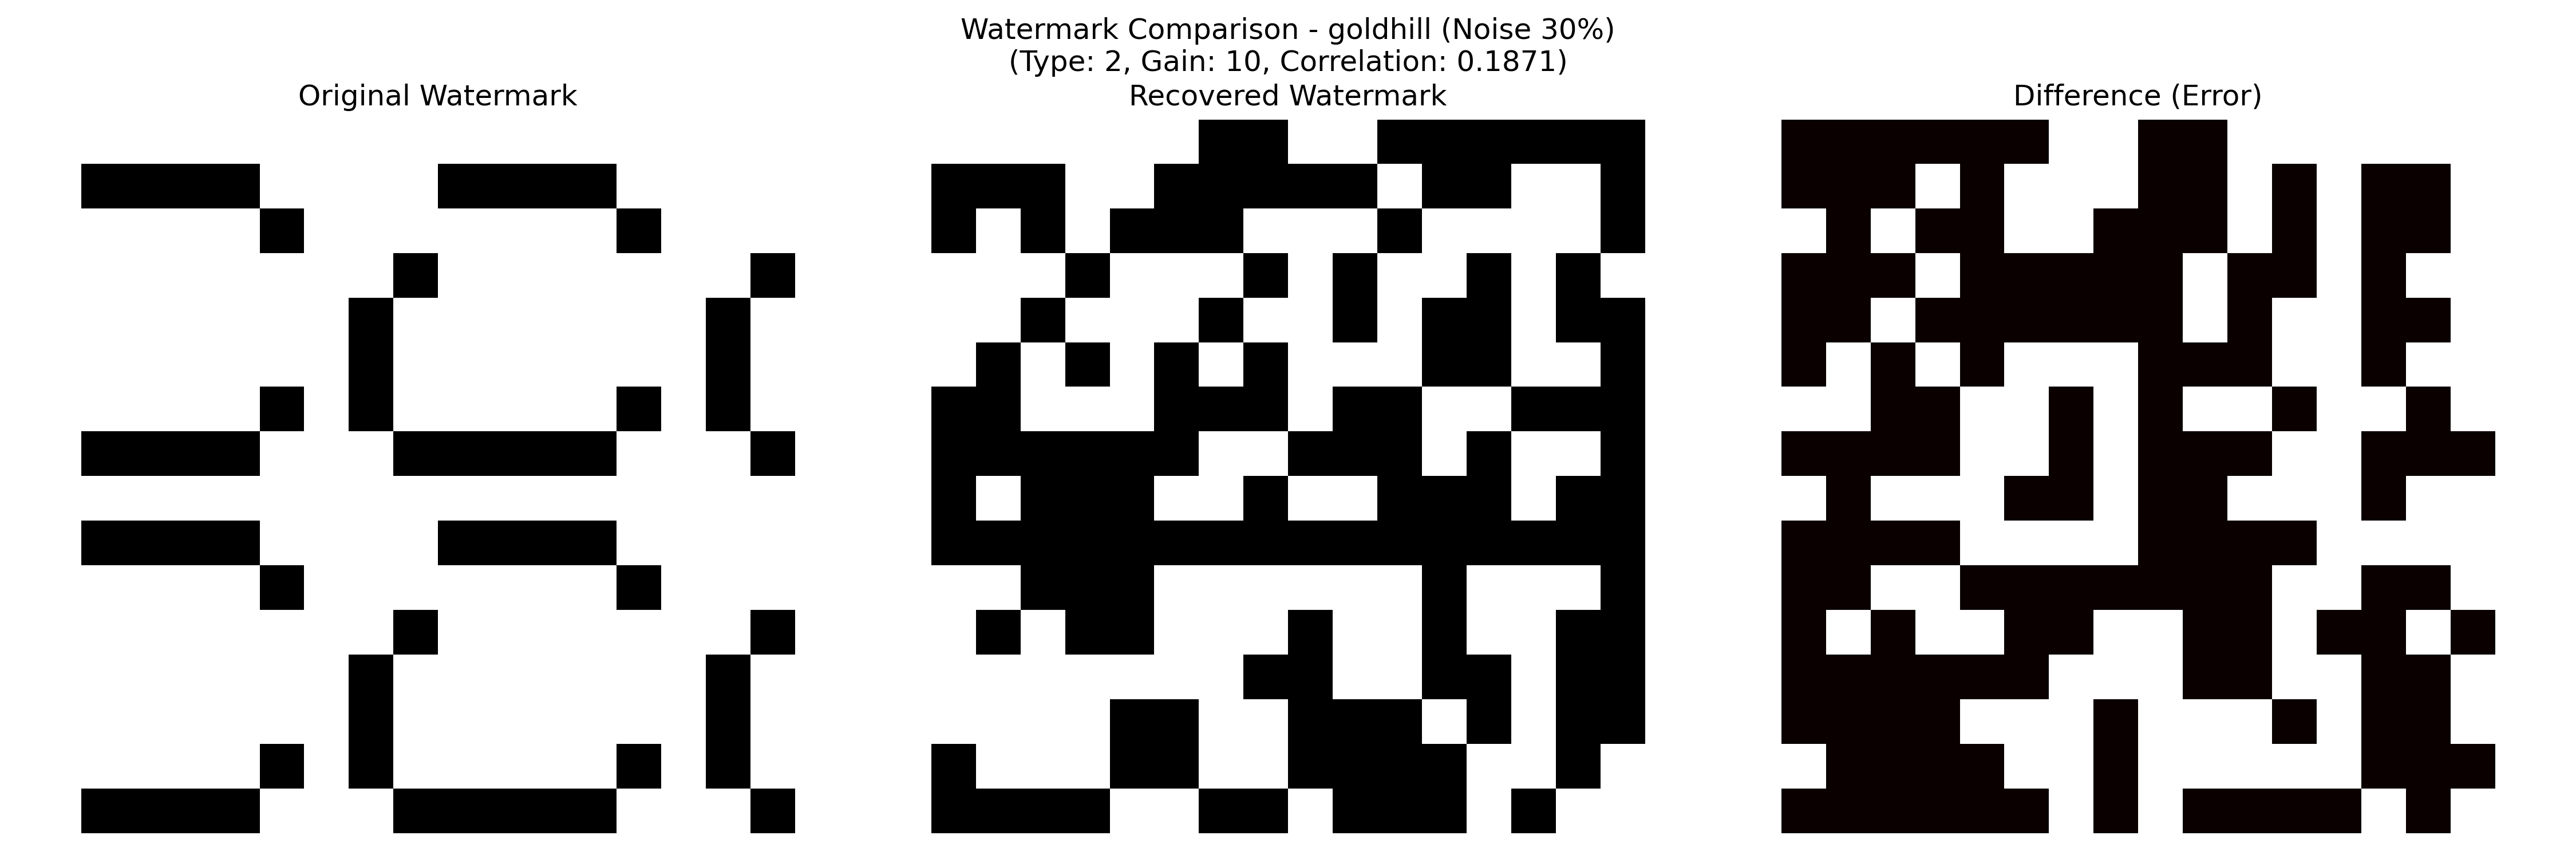 Watermark Comparison - goldhill (Noise 30%)
(Type: 2, Gain: 10, Correlation: 0.1871)
Original Watermark
Recovered Watermark
Difference (Error)